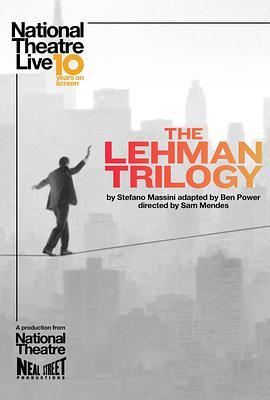 National
Theatre
Live 10
years on
screen
THE
LEHMAN
TRILOGY
by Stefano Massini adapted by Ben Power
directed by Sam Mendes
A production from
National
Theatre
NEAL STREET
PRODUCTIONS